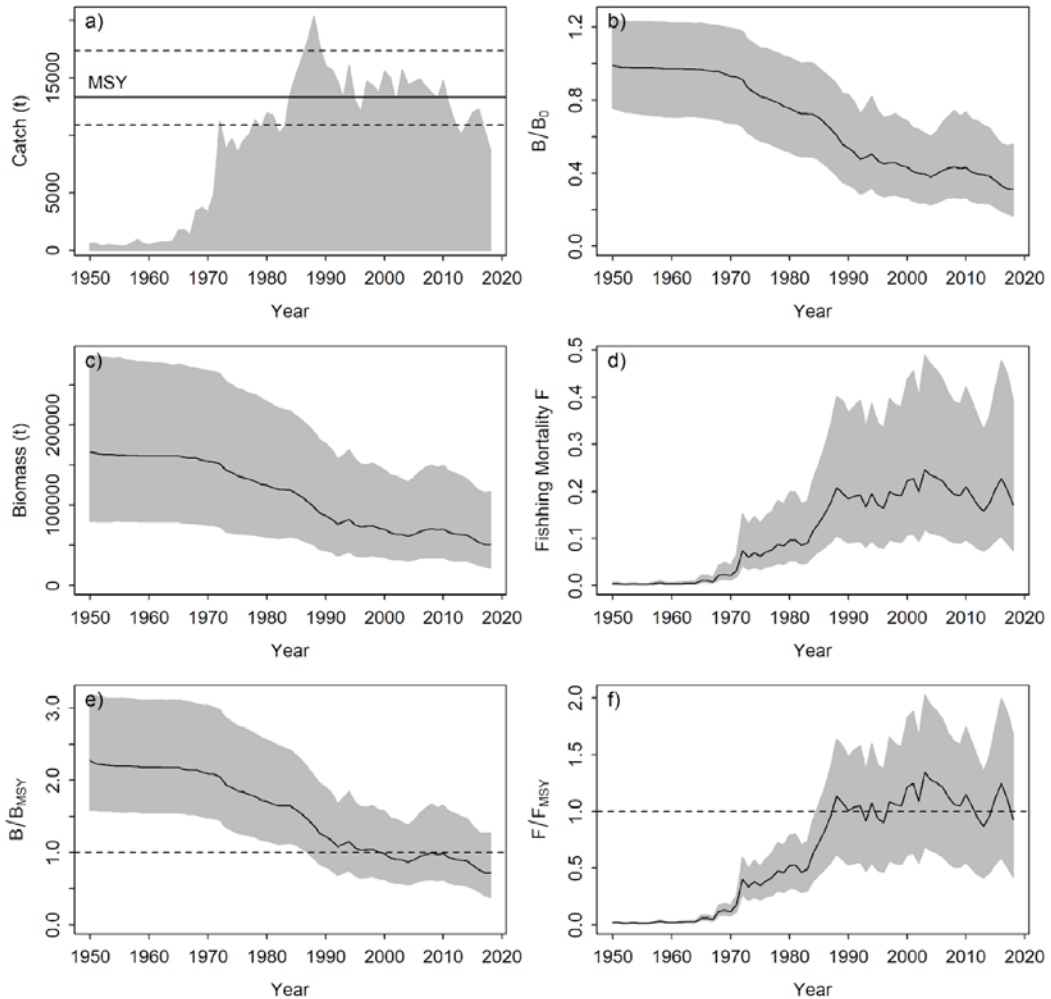 a)
MSY
Catch (t)
0 5000 15000
1950 1960 1970 1980 1990 2000 2010 2020
Year
b)
B/B0
0.0 0.4 0.8 1.2
1950 1960 1970 1980 1990 2000 2010 2020
Year
c)
Biomass (t)
0 100000 200000
1950 1960 1970 1980 1990 2000 2010 2020
Year
d)
Fishhing Mortality F
0.0 0.1 0.2 0.3 0.4 0.5
1950 1960 1970 1980 1990 2000 2010 2020
Year
e)
B/BMSY
0.0 1.0 2.0 3.0
1950 1960 1970 1980 1990 2000 2010 2020
Year
f)
F/FMSY
0.0 0.5 1.0 1.5 2.0
1950 1960 1970 1980 1990 2000 2010 2020
Year